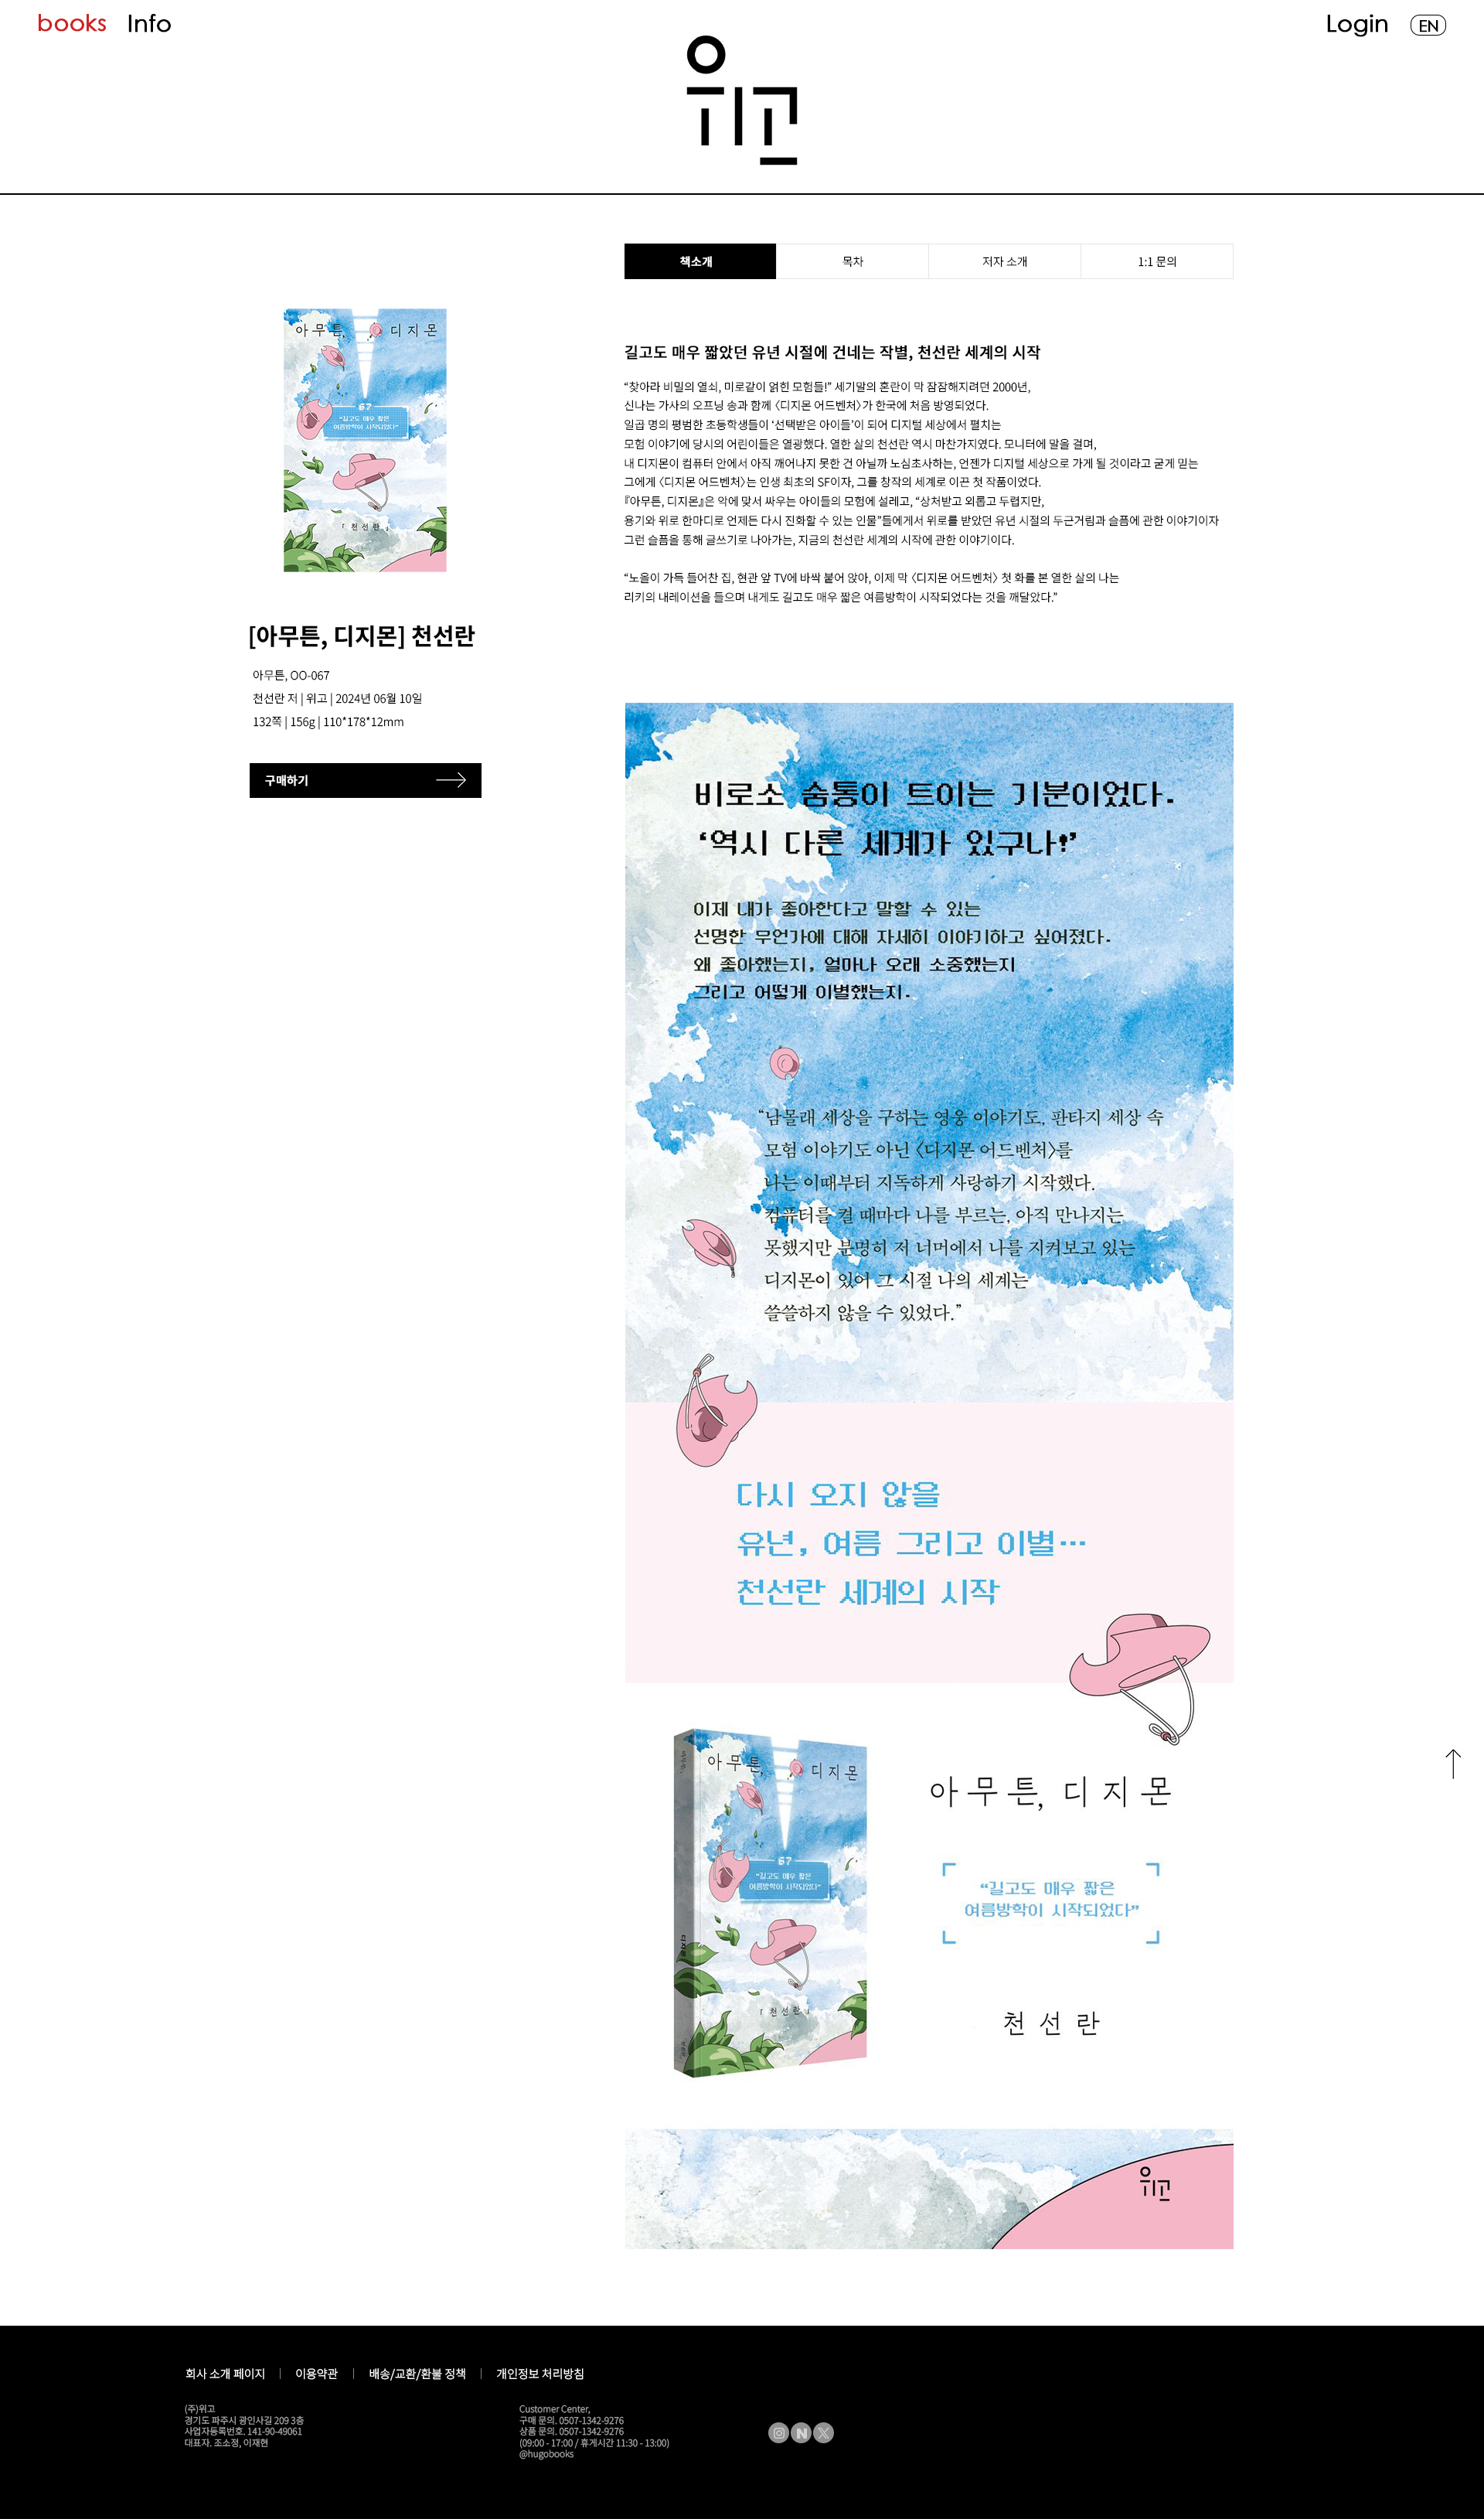 books Info
Login EN
위고
책소개 목차 저자 소개 1:1 문의
아무튼, 디지몬
67
“길고도 매우 짧은
여름방학이 시작되었다”
「천선란」
[아무튼, 디지몬] 천선란
아무튼, OO-067
천선란 저 | 위고 | 2024년 06월 10일
132쪽 | 156g | 110*178*12mm
구매하기
길고도 매우 짧았던 유년 시절에 건네는 작별, 천선란 세계의 시작
“찾아라 비밀의 열쇠, 미로같이 얽힌 모험들!” 세기말의 혼란이 막 잠잠해지려던 2000년,
신나는 가사의 오프닝 송과 함께 〈디지몬 어드벤처〉가 한국에 처음 방영되었다.
일곱 명의 평범한 초등학생들이 ‘선택받은 아이들’이 되어 디지털 세상에서 펼치는
모험 이야기에 당시의 어린이들은 열광했다. 열한 살의 천선란 역시 마찬가지였다. 모니터에 말을 걸며,
내 디지몬이 컴퓨터 안에서 아직 깨어나지 못한 건 아닐까 노심초사하는, 언젠가 디지털 세상으로 가게 될 것이라고 굳게 믿는
그에게 〈디지몬 어드벤처〉는 인생 최초의 SF이자, 그를 창작의 세계로 이끈 첫 작품이었다.
『아무튼, 디지몬』은 악에 맞서 싸우는 아이들의 모험에 설레고, “상처받고 외롭고 두렵지만,
용기와 위로 한마디로 언제든 다시 진화할 수 있는 인물”들에게서 위로를 받았던 유년 시절의 두근거림과 슬픔에 관한 이야기이자
그런 슬픔을 통해 글쓰기로 나아가는, 지금의 천선란 세계의 시작에 관한 이야기이다.
“노을이 가득 들어찬 집, 현관 앞 TV에 바싹 붙어 앉아, 이제 막 〈디지몬 어드벤처〉 첫 화를 본 열한 살의 나는
리키의 내레이션을 들으며 내게도 길고도 매우 짧은 여름방학이 시작되었다는 것을 깨달았다.”
비로소 숨통이 트이는 기분이었다.
‘역시 다른 세계가 있구나!’
이제 내가 좋아한다고 말할 수 있는
선명한 무언가에 대해 자세히 이야기하고 싶어졌다.
왜 좋아했는지, 얼마나 오래 소중했는지
그리고 어떻게 이별했는지.
“남몰래 세상을 구하는 영웅 이야기도, 판타지 세상 속
모험 이야기도 아닌 〈디지몬 어드벤처〉를
나는 이때부터 지독하게 사랑하기 시작했다.
컴퓨터를 켤 때마다 나를 부르는, 아직 만나지는
못했지만 분명히 저 너머에서 나를 지켜보고 있는
디지몬이 있어 그 시절 나의 세계는
쓸쓸하지 않을 수 있었다.”
다시 오지 않을
유년, 여름 그리고 이별…
천선란 세계의 시작
아무튼, 디지몬
67
“길고도 매우 짧은
여름방학이 시작되었다”
「천선란」
아무튼, 디지몬
“길고도 매우 짧은
여름방학이 시작되었다”
천선란
위고
회사 소개 페이지 | 이용약관 | 배송/교환/환불 정책 | 개인정보 처리방침
(주)위고
경기도 파주시 광인사길 209 3층
사업자등록번호. 141-90-49061
대표자. 조소정, 이재현
Customer Center,
구매 문의. 0507-1342-9276
상품 문의. 0507-1342-9276
(09:00 - 17:00 / 휴게시간 11:30 - 13:00)
@hugobooks